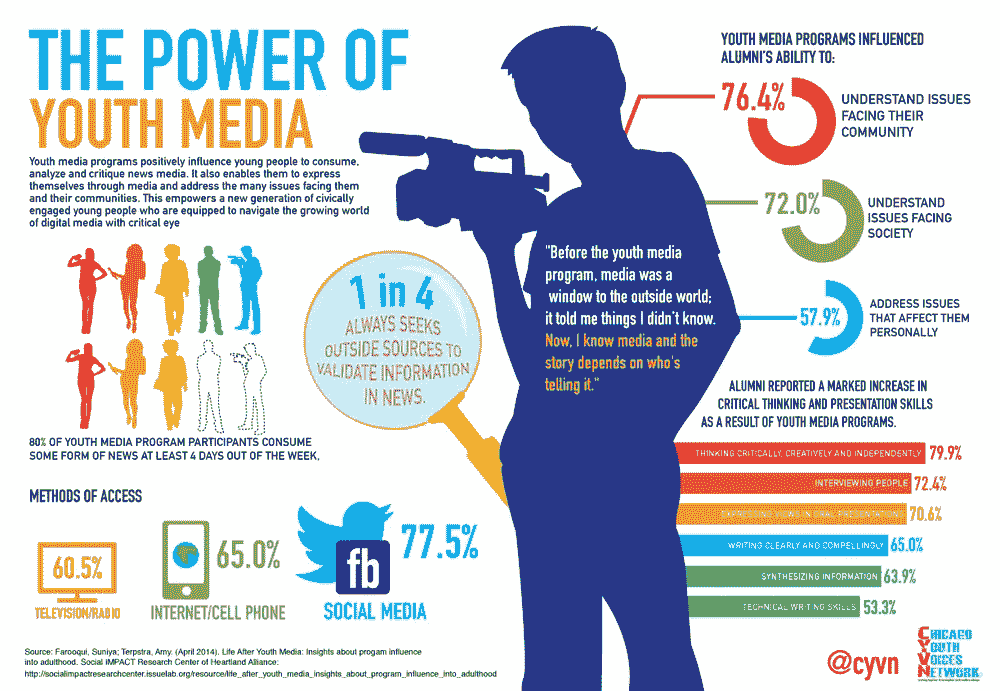 THE POWER OF
YOUTH MEDIA
Youth media programs positively influence young people to consume,
analyze and critique news media. It also enables them to express
themselves through media and address the many issues facing them
and their communities. This empowers a new generation of civically
engaged young people who are equipped to navigate the growing world
of digital media with critical eye
80% OF YOUTH MEDIA PROGRAM PARTICIPANTS CONSUME
SOME FORM OF NEWS AT LEAST 4 DAYS OUT OF THE WEEK,
METHODS OF ACCESS
60.5%
TELEVISION/RADIO
65.0%
INTERNET/CELL PHONE
fb
77.5%
SOCIAL MEDIA
1 in 4
ALWAYS SEEKS
OUTSIDE SOURCES TO
VALIDATE INFORMATION
IN NEWS.
"Before the youth media
program, media was a
window to the outside world;
it told me things I didn't know.
Now, I know media and the
story depends on who's
telling it."
YOUTH MEDIA PROGRAMS INFLUENCED
ALUMNI'S ABILITY TO:
76.4%
UNDERSTAND ISSUES
FACING THEIR
COMMUNITY
72.0%
UNDERSTAND
ISSUES FACING
SOCIETY
57.9%
ADDRESS ISSUES
THAT AFFECT THEM
PERSONALLY
ALUMNI REPORTED A MARKED INCREASE IN
CRITICAL THINKING AND PRESENTATION SKILLS
AS A RESULT OF YOUTH MEDIA PROGRAMS.
THINKING CRITICALLY, CREATIVELY AND INDEPENDENTLY 79.9%
INTERVIEWING PEOPLE 72.4%
70.6%
WRITING CLEARLY AND COMPELLINGLY 65.0%
SYNTHESIZING INFORMATION 63.9%
TECHNICAL WRITING SKILLS 53.3%
Source: Farooqui, Suniya; Terpstra, Amy. (April 2014). Life After Youth Media: Insights about progam influence
into adulthood. Social IMPACT Research Center of Heartland Alliance:
http://socialimpactresearchcenter.issuelab.org/resource/life_after_youth_media_insights_about_program_influence_into_adulthood
@cyvn
CHICAGO
YOUTH
VOICES
NETWORK